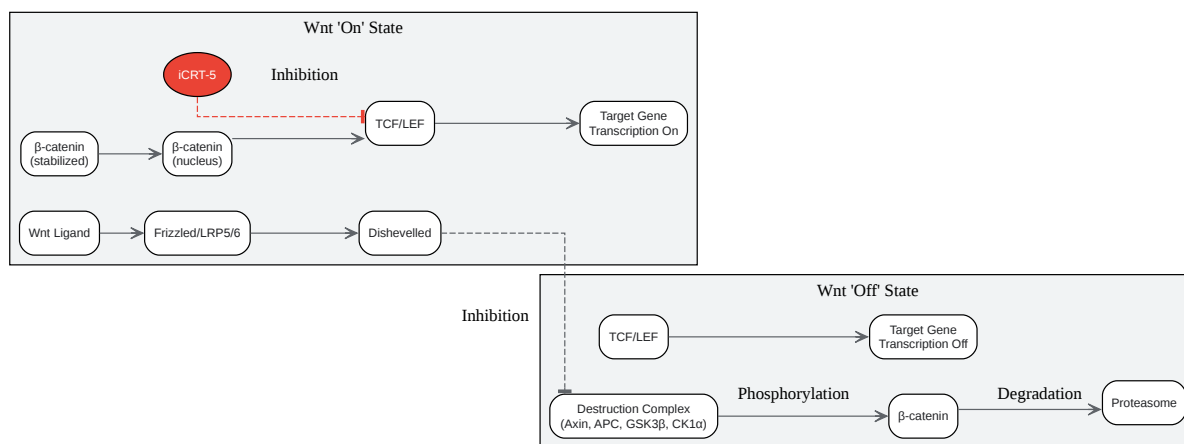 Wnt 'On' State
iCRT-5
Inhibition
TCF/LEF
Target Gene
Transcription On
β-catenin
(stabilized)
β-catenin
(nucleus)
Wnt Ligand
Frizzled/LRP5/6
Dishevelled
Inhibition
Wnt 'Off' State
TCF/LEF
Target Gene
Transcription Off
Destruction Complex
(Axin, APC, GSK3β, CK1α)
Phosphorylation
β-catenin
Degradation
Proteasome